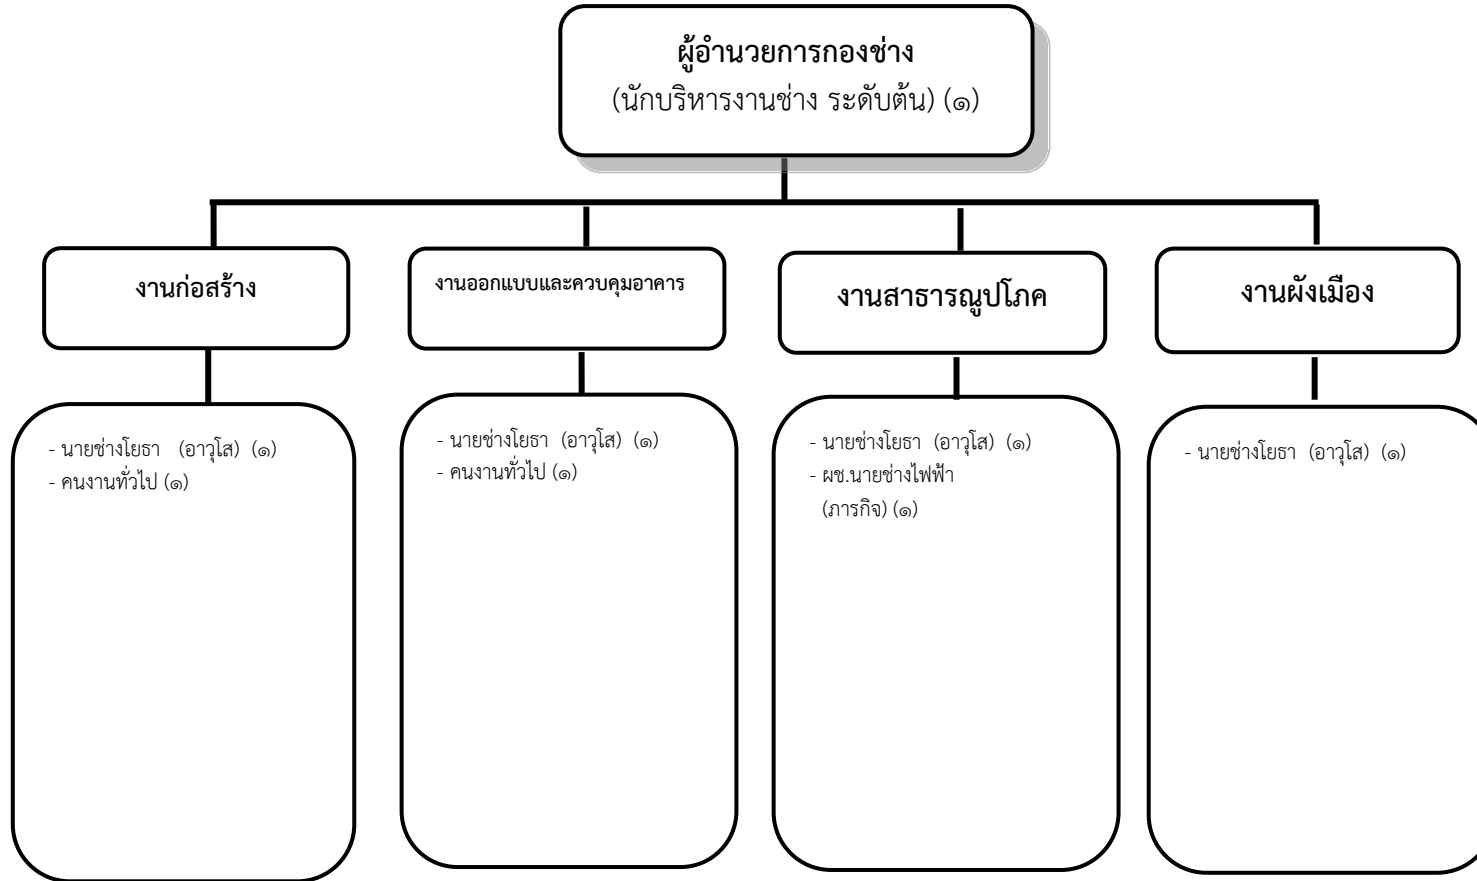 ผู้อำนวยการกองช่าง
(นักบริหารงานช่าง ระดับต้น) (๑)
งานก่อสร้าง
งานออกแบบและควบคุมอาคาร
งานสาธารณูปโภค
งานผังเมือง
- นายช่างโยธา (อาวุโส) (๑)
- คนงานทั่วไป (๑)
- นายช่างโยธา (อาวุโส) (๑)
- คนงานทั่วไป (๑)
- นายช่างโยธา (อาวุโส) (๑)
- ผช.นายช่างไฟฟ้า
(ภารกิจ) (๑)
- นายช่างโยธา (อาวุโส) (๑)